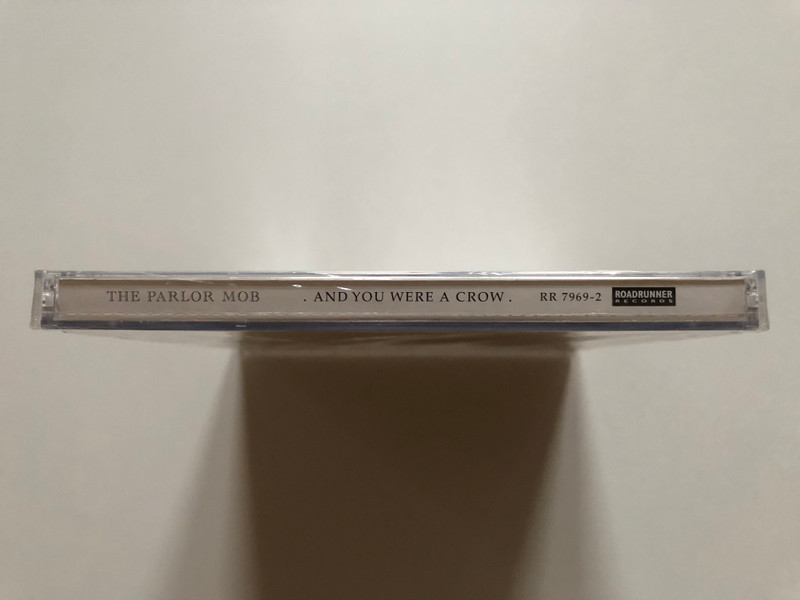 THE PARLOR MOB . AND YOU WERE A CROW . RR 7969-2 ROADRUNNER
RECORDS